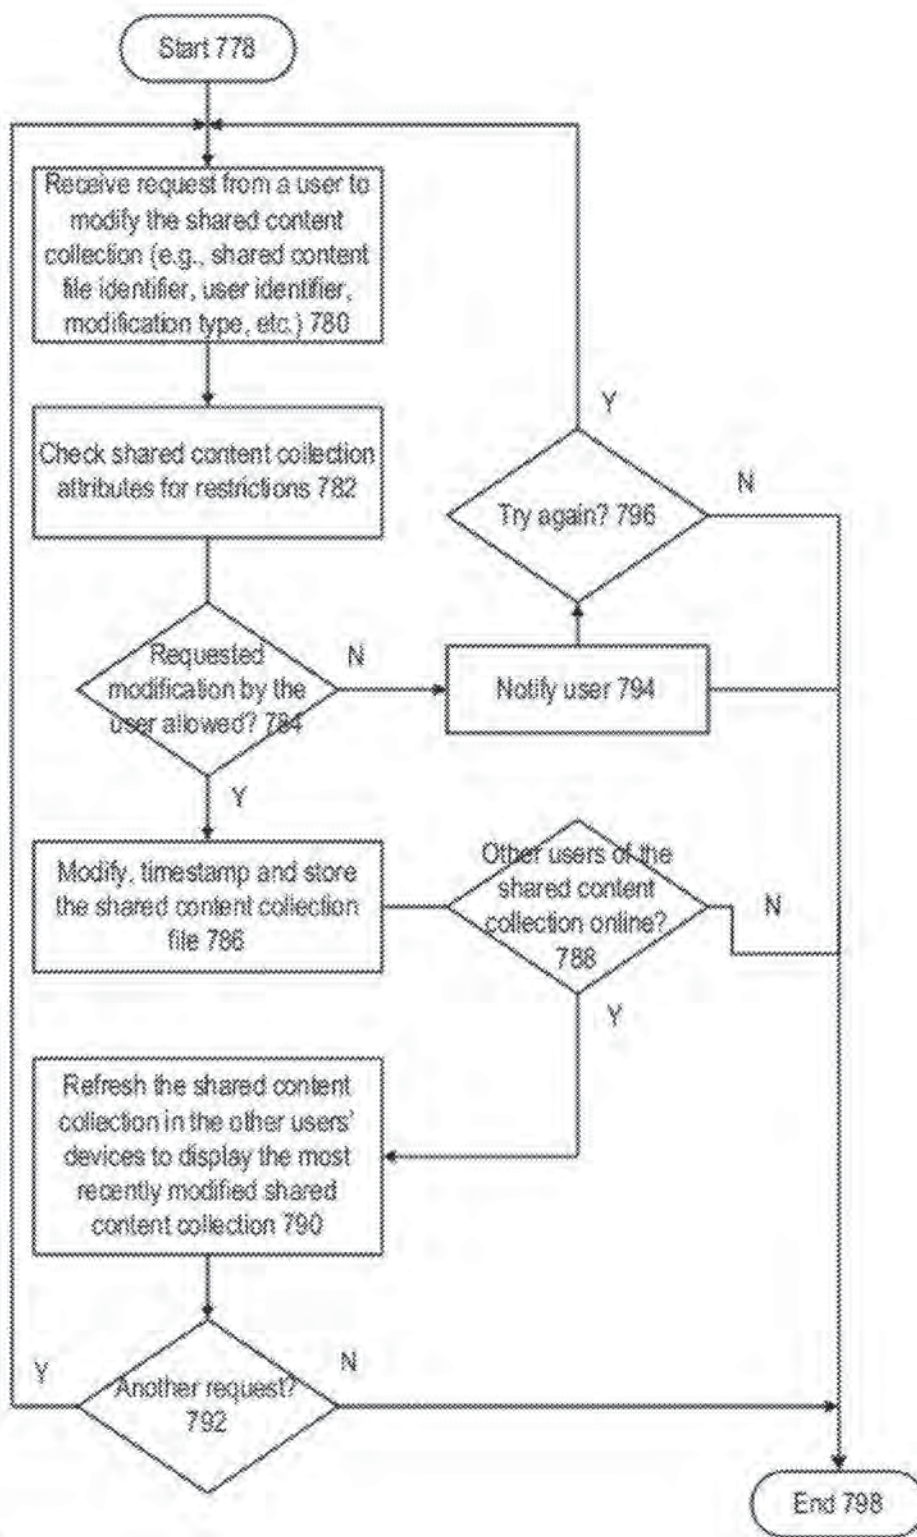 Start 778
Receive request from a user to
modify the shared content
collection (e.g., shared content
file identifier, user identifier,
modification type, etc.) 780
Check shared content collection
attributes for restrictions 782
Y
Try again? 796
N
Requested
modification by the
user allowed? 784
N
Notify user 794
Y
Modify, timestamp and store
the shared content collection
file 786
Other users of the
shared content
collection online?
788
N
Y
Refresh the shared content
collection in the other users'
devices to display the most
recently modified shared
content collection 790
Y
Another request?
792
N
End 798